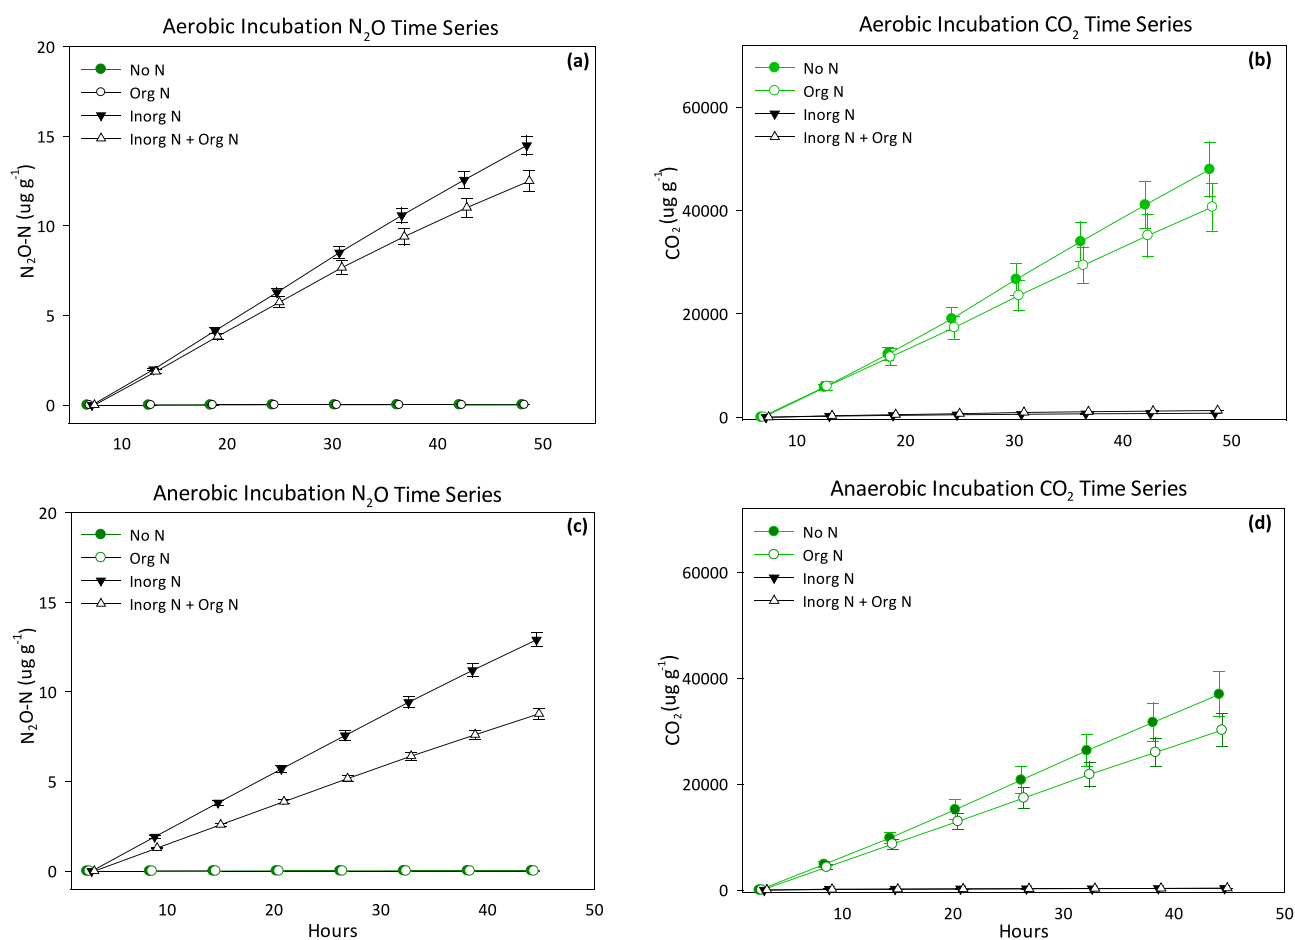 Aerobic Incubation N₂O Time Series
(a)
20
15
10
5
0
N₂O-N (ug g⁻¹)
No N
Org N
Inorg N
Inorg N + Org N
10 20 30 40 50
Aerobic Incubation CO₂ Time Series
(b)
60000
40000
20000
0
CO₂ (ug g⁻¹)
No N
Org N
Inorg N
Inorg N + Org N
10 20 30 40 50
Anerobic Incubation N₂O Time Series
(c)
20
15
10
5
0
N₂O-N (ug g⁻¹)
No N
Org N
Inorg N
Inorg N + Org N
10 20 30 40 50
Hours
Anaerobic Incubation CO₂ Time Series
(d)
60000
40000
20000
0
CO₂ (ug g⁻¹)
No N
Org N
Inorg N
Inorg N + Org N
10 20 30 40 50
Hours